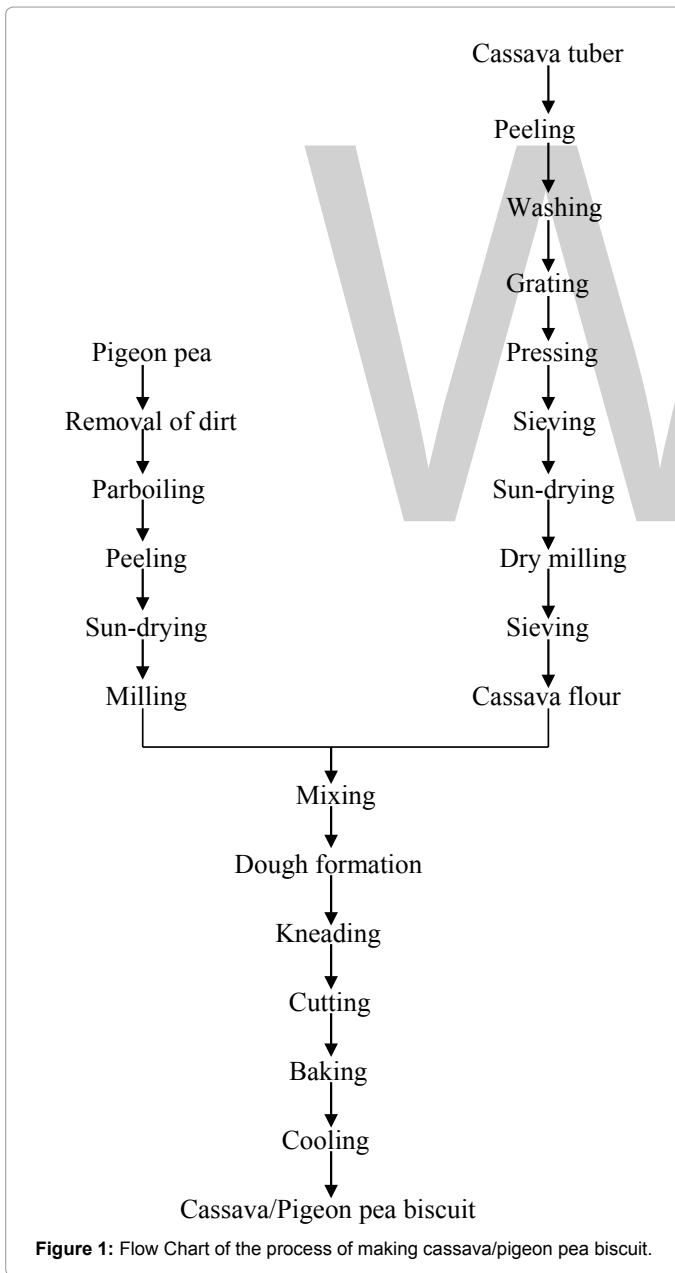 Cassava tuber
Peeling
Washing
Grating
Pressing
Sieving
Sun-drying
Dry milling
Sieving
Cassava flour
Pigeon pea
Removal of dirt
Parboiling
Peeling
Sun-drying
Milling
Mixing
Dough formation
Kneading
Cutting
Baking
Cooling
Cassava/Pigeon pea biscuit
Figure 1: Flow Chart of the process of making cassava/pigeon pea biscuit.
W